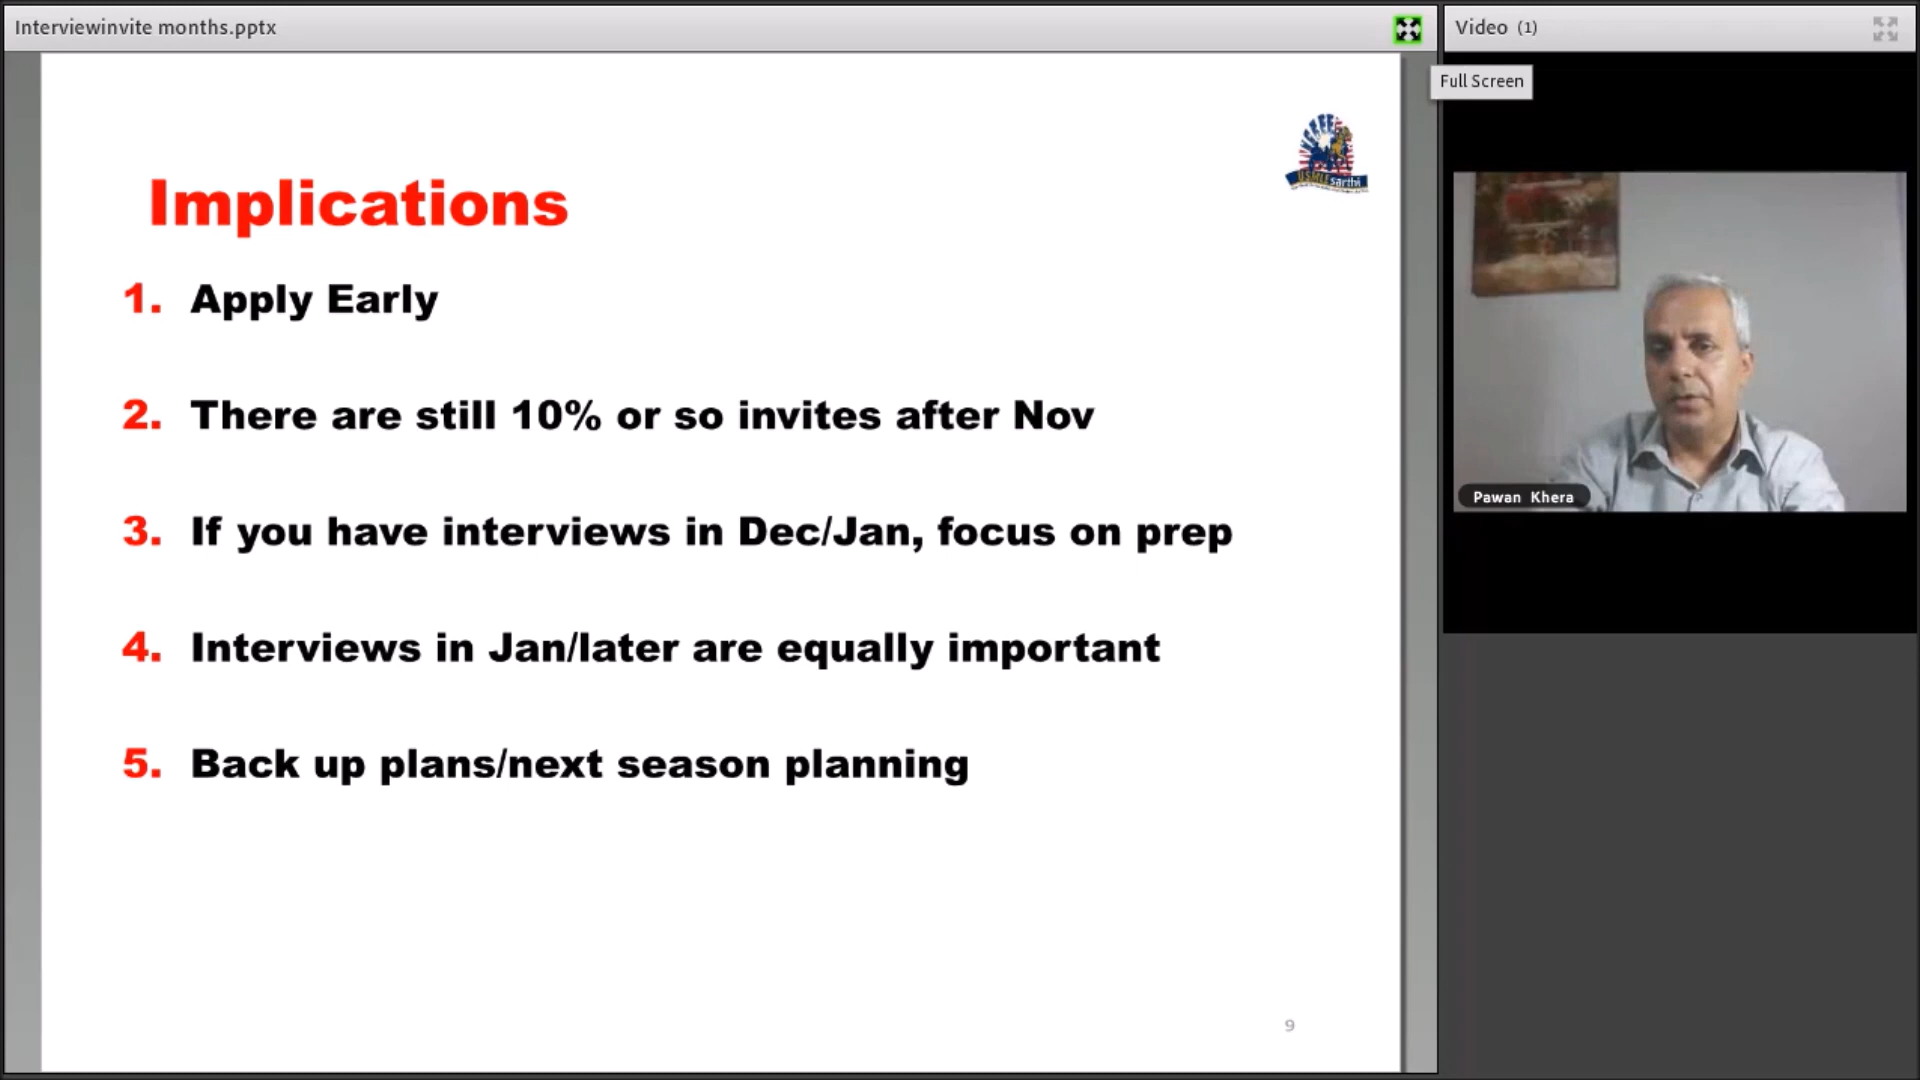 Interviewinvite months.pptx
Video (1)
Full Screen
USMLE sarthi
Implications
1. Apply Early
2. There are still 10% or so invites after Nov
3. If you have interviews in Dec/Jan, focus on prep
4. Interviews in Jan/later are equally important
5. Back up plans/next season planning
Pawan Khera
9